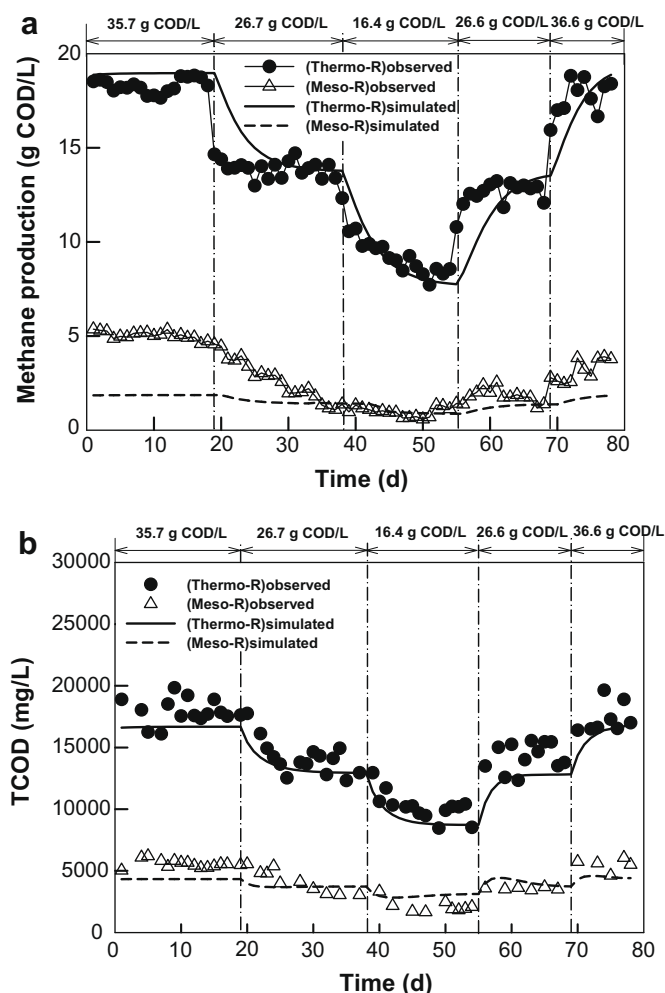 a
35.7 g COD/L 26.7 g COD/L 16.4 g COD/L 26.6 g COD/L 36.6 g COD/L
20
15
10
5
0
Methane production (g COD/L)
(Thermo-R)observed
(Meso-R)observed
(Thermo-R)simulated
(Meso-R)simulated
0 10 20 30 40 50 60 70 80
Time (d)
b
35.7 g COD/L 26.7 g COD/L 16.4 g COD/L 26.6 g COD/L 36.6 g COD/L
30000
25000
20000
15000
10000
5000
0
TCOD (mg/L)
(Thermo-R)observed
(Meso-R)observed
(Thermo-R)simulated
(Meso-R)simulated
0 10 20 30 40 50 60 70 80
Time (d)